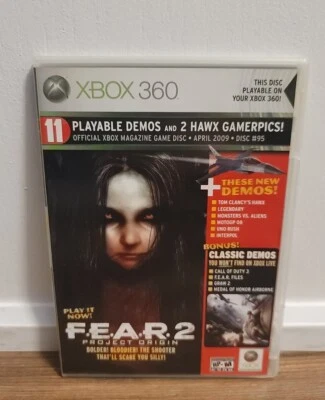 XBOX 360
THIS DISC
PLAYABLE ON
YOUR XBOX 360!
11 PLAYABLE DEMOS AND 2 HAWX GAMERPICS!
OFFICIAL XBOX MAGAZINE GAME DISC • APRIL 2009 • DISC #95
+ THESE NEW
DEMOS!
TOM CLANCY'S HAWX
LEGENDARY
MONSTERS VS. ALIENS
HOTHOP GH
UNO RUSH
INTERPOL
BONUS!
CLASSIC DEMOS
YOU WON'T FIND ON XBOX LIVE
CALL OF DUTY 3
F.E.A.R. FILES
GRAW 2
MEDAL OF HONOR AIRBORNE
PLAY IT
NOW!
F.E.A.R.2
PROJECT ORIGIN
BOLDER! BLOODIER! THE SHOOTER
THAT'LL SCARE YOU SILLY!